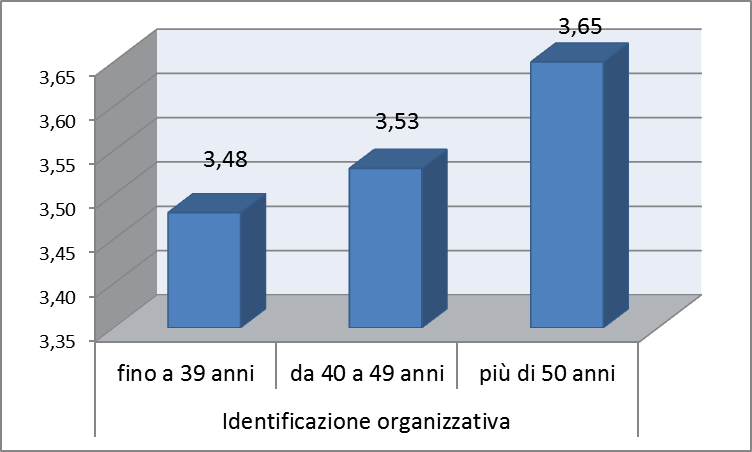 3,65
3,60
3,55
3,50
3,45
3,40
3,35
3,48
3,53
3,65
fino a 39 anni
da 40 a 49 anni
più di 50 anni
Identificazione organizzativa